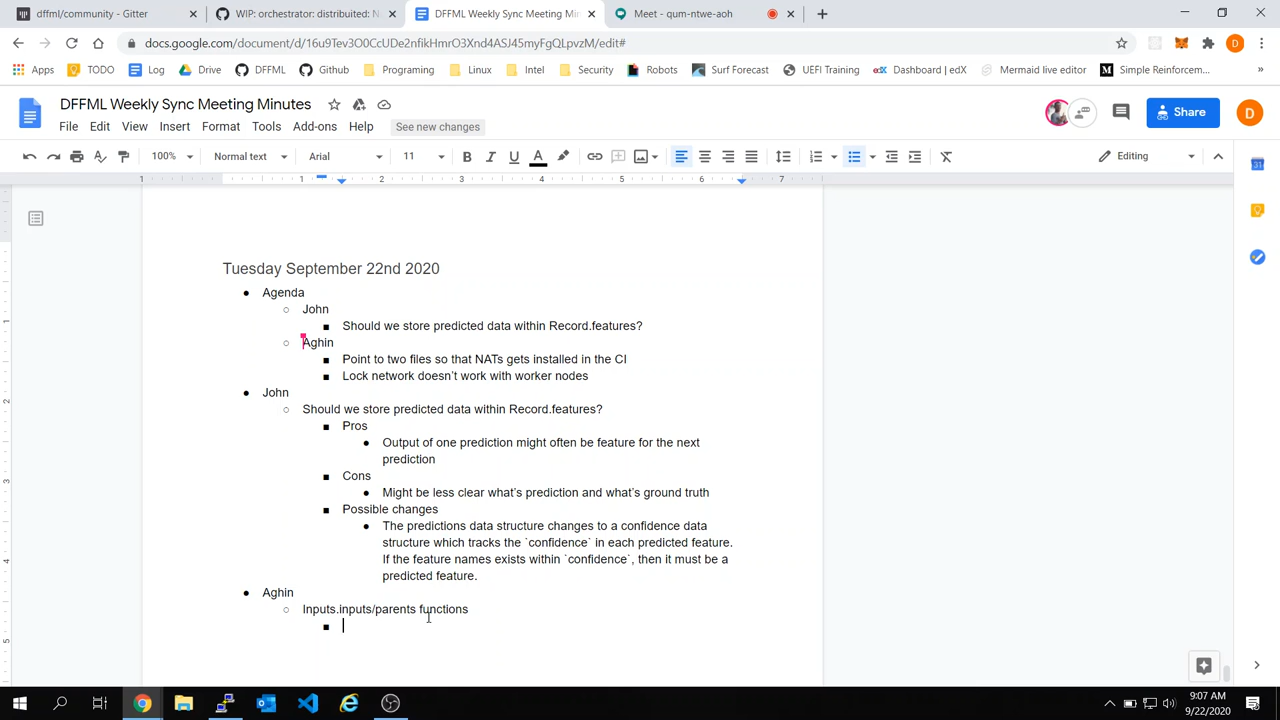 dffml/community - Gitter
WIP: orchestrator: distribuited: N
DFFML Weekly Sync Meeting Min
Meet - qum-ntwe-aoh
docs.google.com/document/d/16u9Tev3O0CcUDe2nfikHmrO3Xnd4ASJ45myFgQLpvzM/edit#
Apps
TODO
Log
Drive
DFFML
Github
Programing
Linux
Intel
Security
Robots
Surf Forecast
UEFI Training
Dashboard | edX
Mermaid live editor
Simple Reinforcem...
DFFML Weekly Sync Meeting Minutes
File Edit View Insert Format Tools Add-ons Help See new changes
Share
D
100% Normal text Arial 11
Editing
1 1 2 3 4 5 6 7
Tuesday September 22nd 2020
● Agenda
○ John
■ Should we store predicted data within Record.features?
○ Aghin
■ Point to two files so that NATs gets installed in the CI
■ Lock network doesn't work with worker nodes
● John
○ Should we store predicted data within Record.features?
■ Pros
● Output of one prediction might often be feature for the next
prediction
■ Cons
● Might be less clear what's prediction and what's ground truth
■ Possible changes
● The predictions data structure changes to a confidence data
structure which tracks the `confidence` in each predicted feature.
If the feature names exists within `confidence`, then it must be a
predicted feature.
● Aghin
○ Inputs.inputs/parents functions
■
9:07 AM
9/22/2020